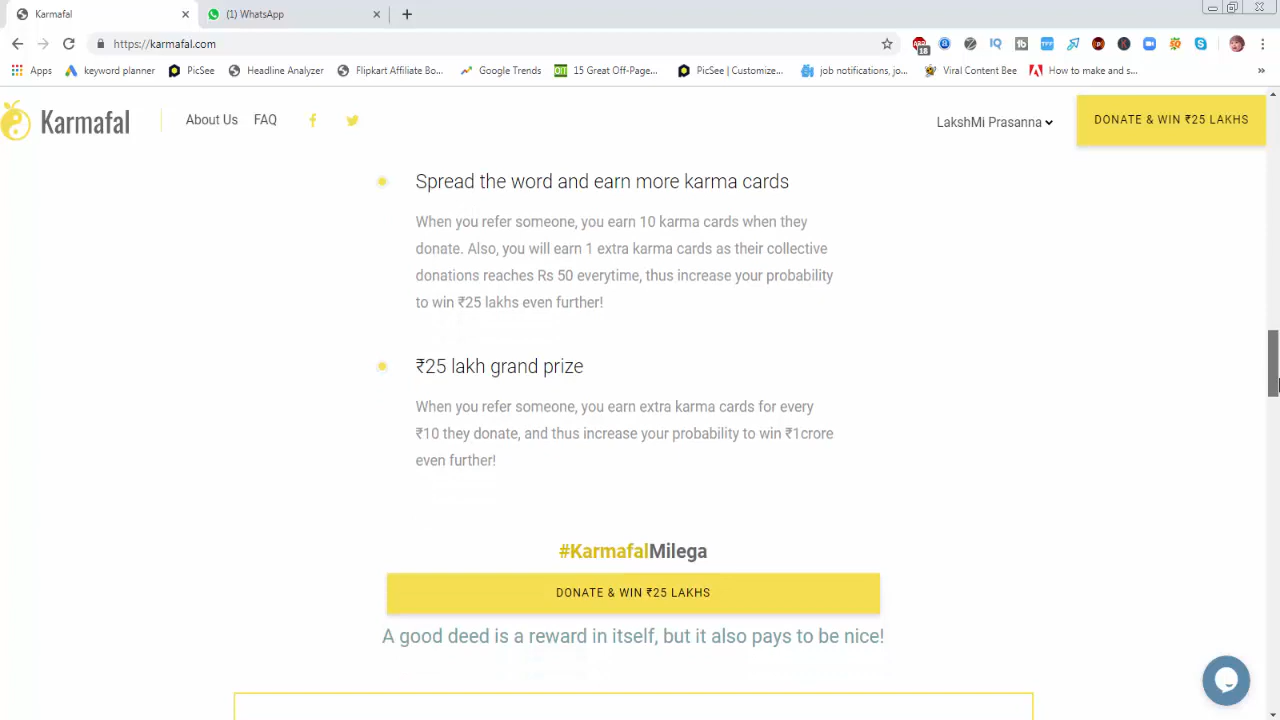 Karmafal
(1) WhatsApp
https://karmafal.com
ABP
18
IQ
Apps
keyword planner
PicSee
Headline Analyzer
Flipkart Affiliate Bo...
Google Trends
15 Great Off-Page...
PicSee | Customize...
job notifications, jo...
Viral Content Bee
How to make and s...
»
Karmafal
About Us
FAQ
LakshMi Prasanna
DONATE & WIN ₹25 LAKHS
Spread the word and earn more karma cards
When you refer someone, you earn 10 karma cards when they
donate. Also, you will earn 1 extra karma cards as their collective
donations reaches Rs 50 everytime, thus increase your probability
to win ₹25 lakhs even further!
₹25 lakh grand prize
When you refer someone, you earn extra karma cards for every
₹10 they donate, and thus increase your probability to win ₹1crore
even further!
#KarmafalMilega
DONATE & WIN ₹25 LAKHS
A good deed is a reward in itself, but it also pays to be nice!